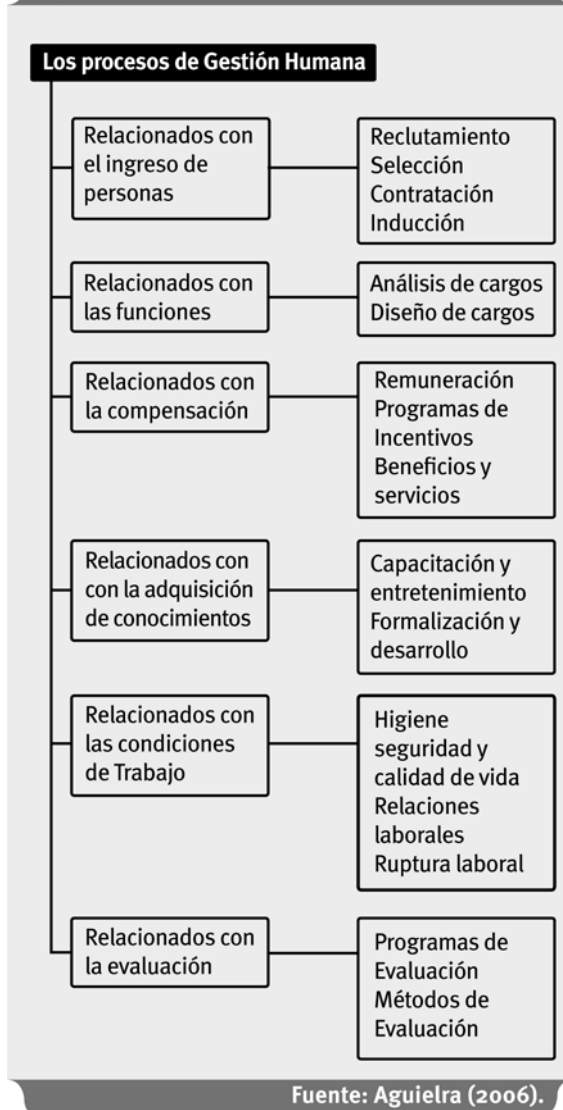 Los procesos de Gestión Humana
Relacionados con
el ingreso de
personas
Reclutamiento
Selección
Contratación
Inducción
Relacionados con
las funciones
Análisis de cargos
Diseño de cargos
Relacionados con
la compensación
Remuneración
Programas de
Incentivos
Beneficios y
servicios
Relacionados con
con la adquisición
de conocimientos
Capacitación y
entretenimiento
Formalización y
desarrollo
Relacionados con
las condiciones
de Trabajo
Higiene
seguridad y
calidad de vida
Relaciones
laborales
Ruptura laboral
Relacionados con
la evaluación
Programas de
Evaluación
Métodos de
Evaluación
Fuente: Aguielra (2006).